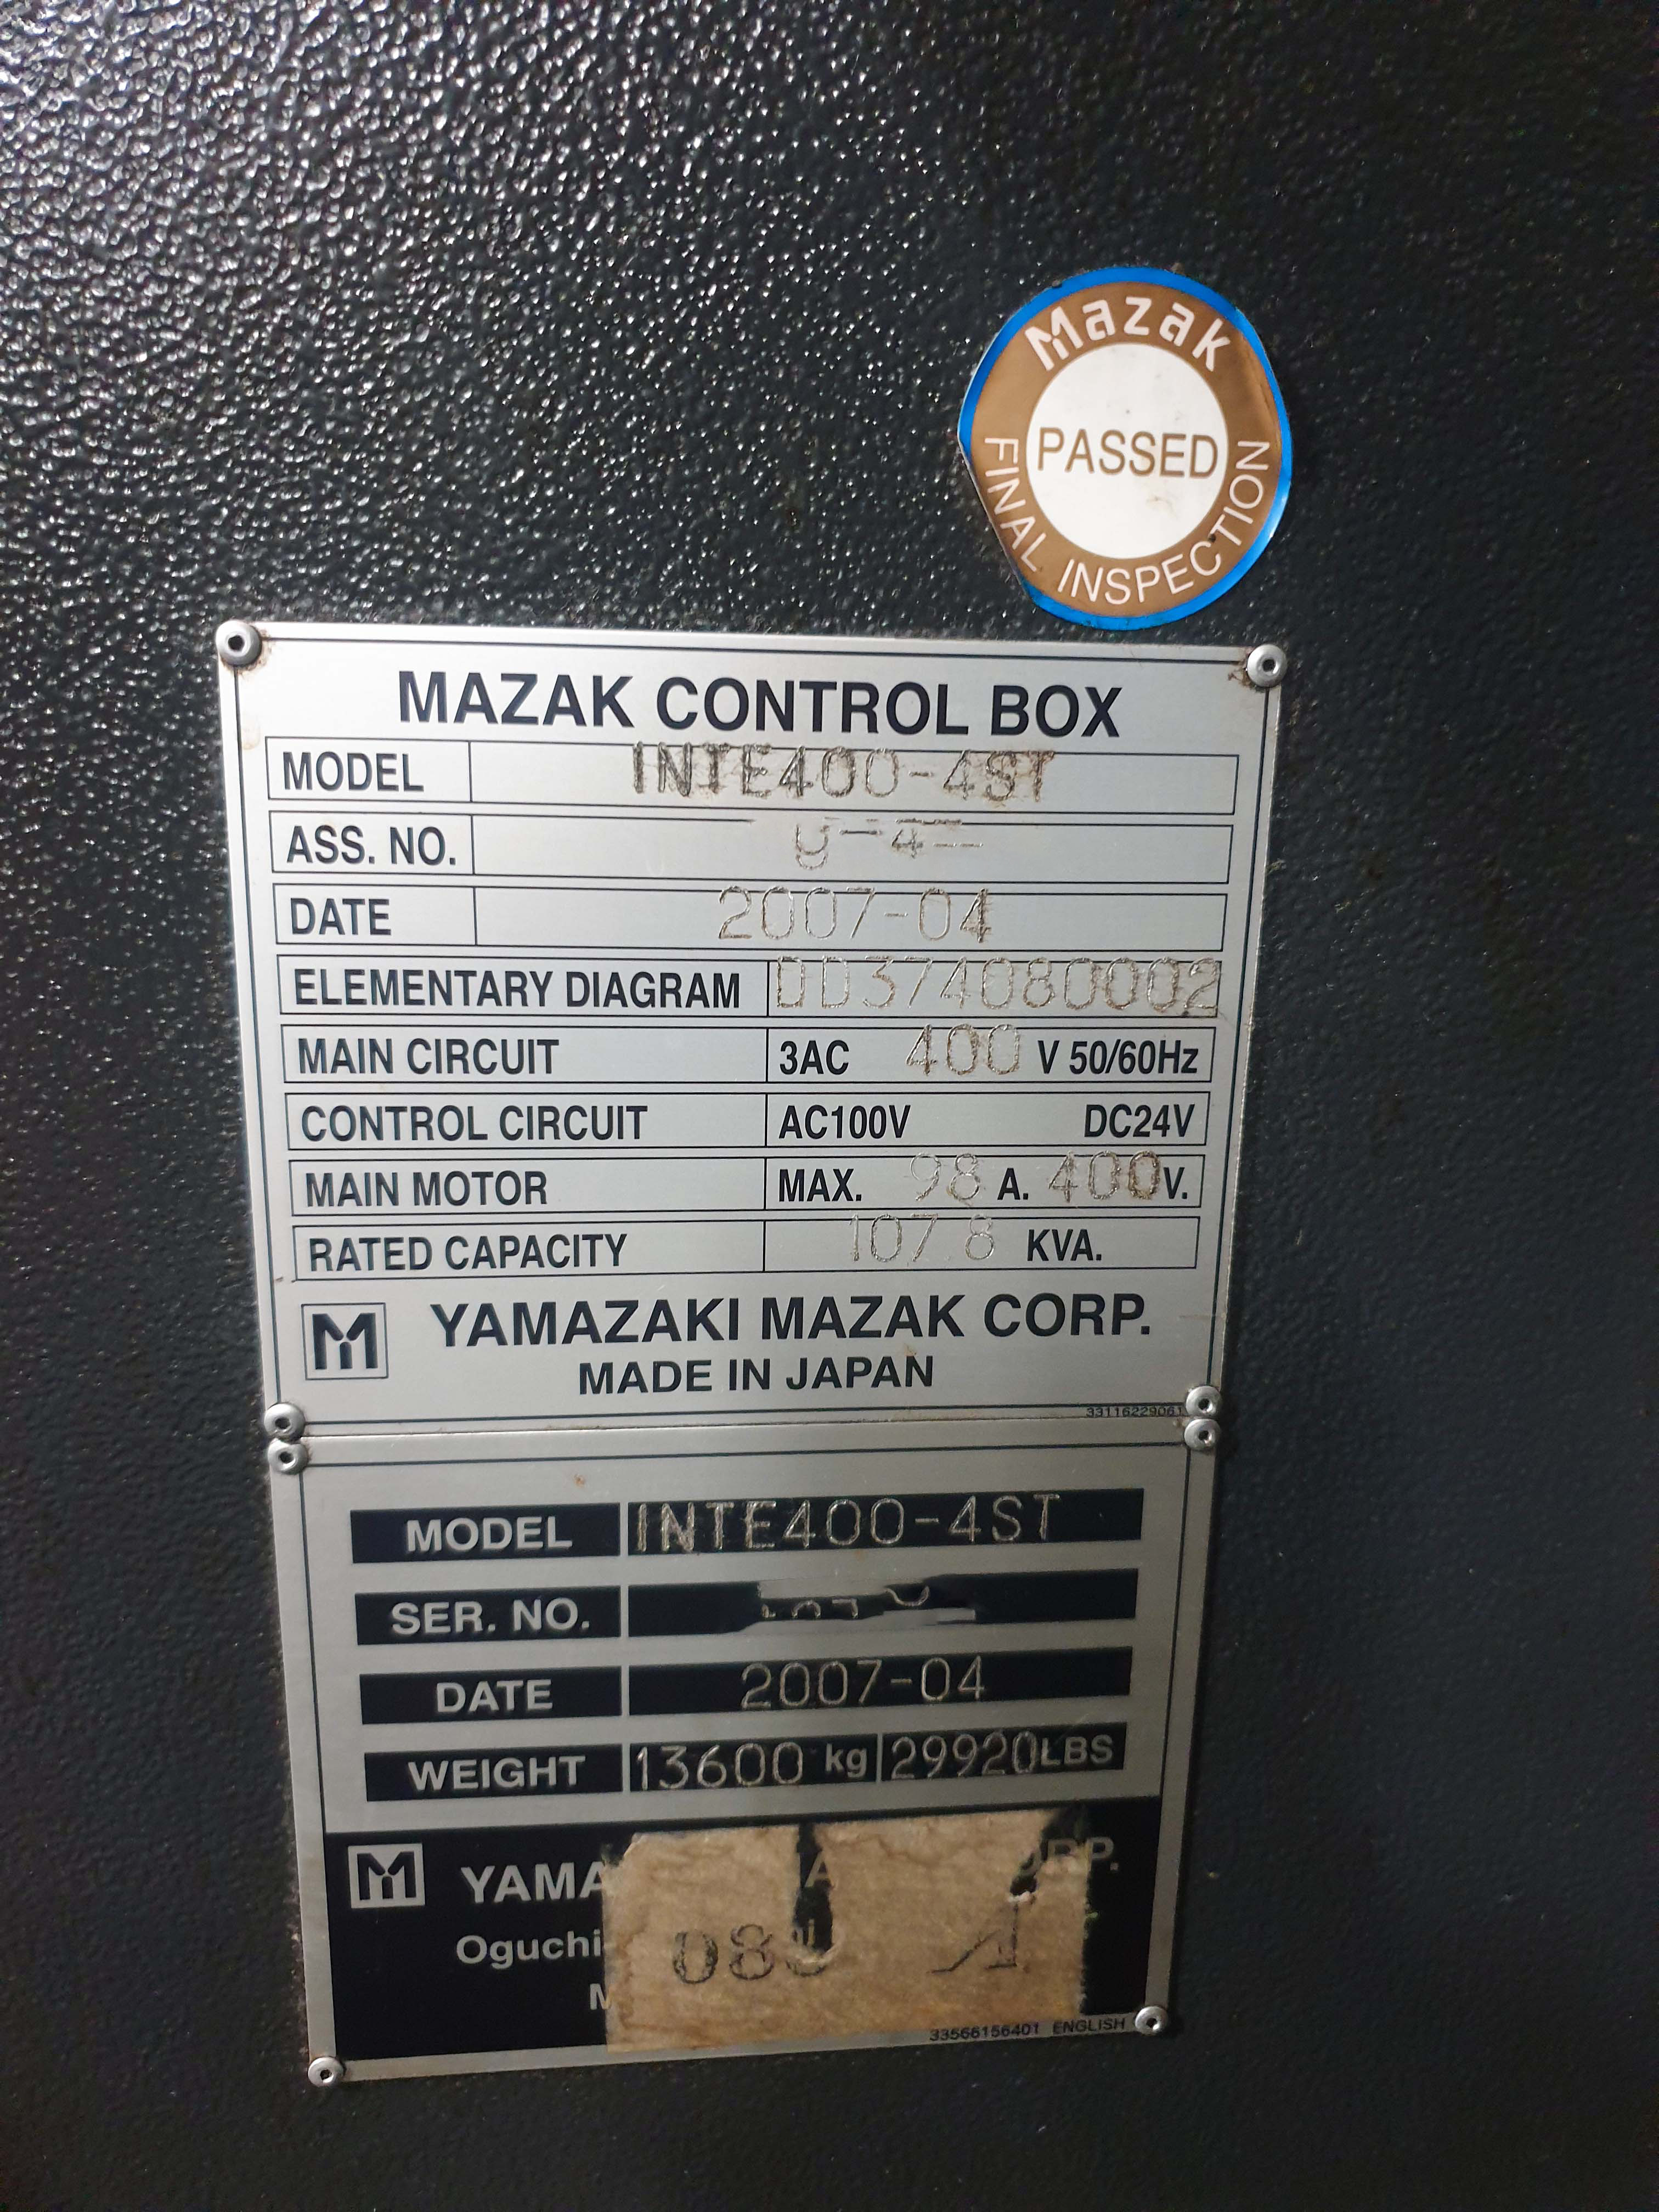 Mazak
PASSED
FINAL INSPECTION
MAZAK CONTROL BOX
MODEL INTE400-4ST
ASS. NO.
DATE 2007-04
ELEMENTARY DIAGRAM DD374080002
MAIN CIRCUIT 3AC 400 V 50/60Hz
CONTROL CIRCUIT AC100V DC24V
MAIN MOTOR MAX. 98 A. 400 V.
RATED CAPACITY 107.8 KVA.
YAMAZAKI MAZAK CORP.
MADE IN JAPAN
33116229061
MODEL INTE400-4ST
SER. NO.
DATE 2007-04
WEIGHT 13600 kg 29920 LBS
33566156401 ENGLISH